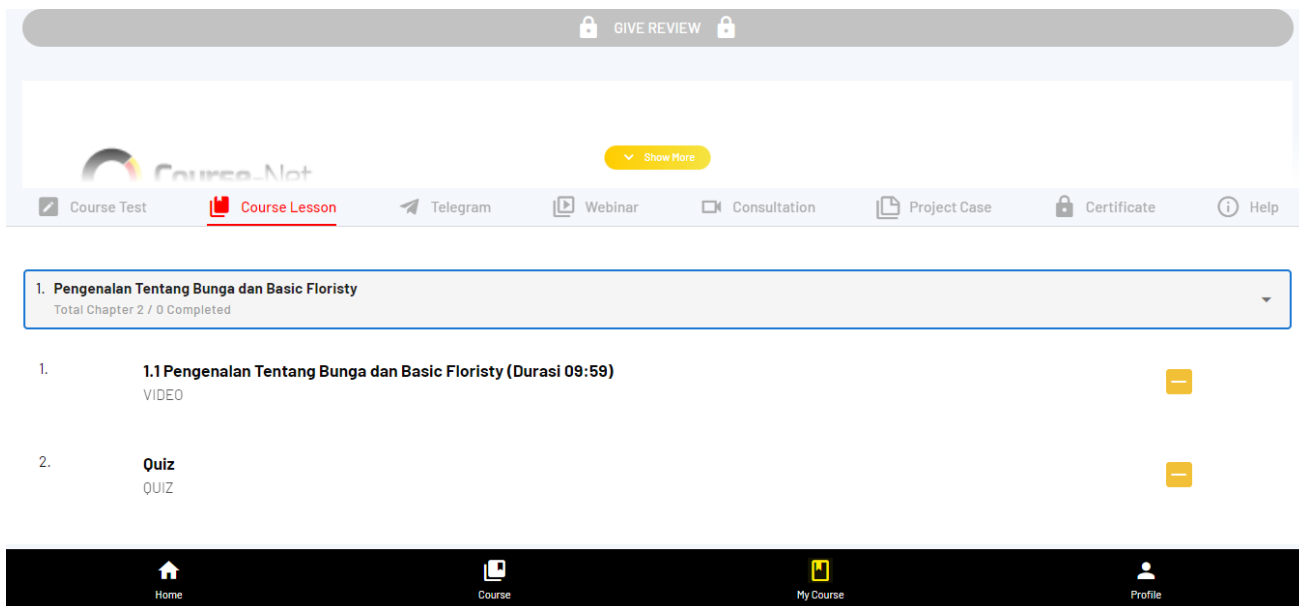 GIVE REVIEW
Show More
Course-Net
Course Test
Course Lesson
Telegram
Webinar
Consultation
Project Case
Certificate
Help
1. Pengenalan Tentang Bunga dan Basic Floristy
Total Chapter 2 / 0 Completed
1. 1.1 Pengenalan Tentang Bunga dan Basic Floristy (Durasi 09:59)
VIDEO
2. Quiz
QUIZ
Home
Course
My Course
Profile